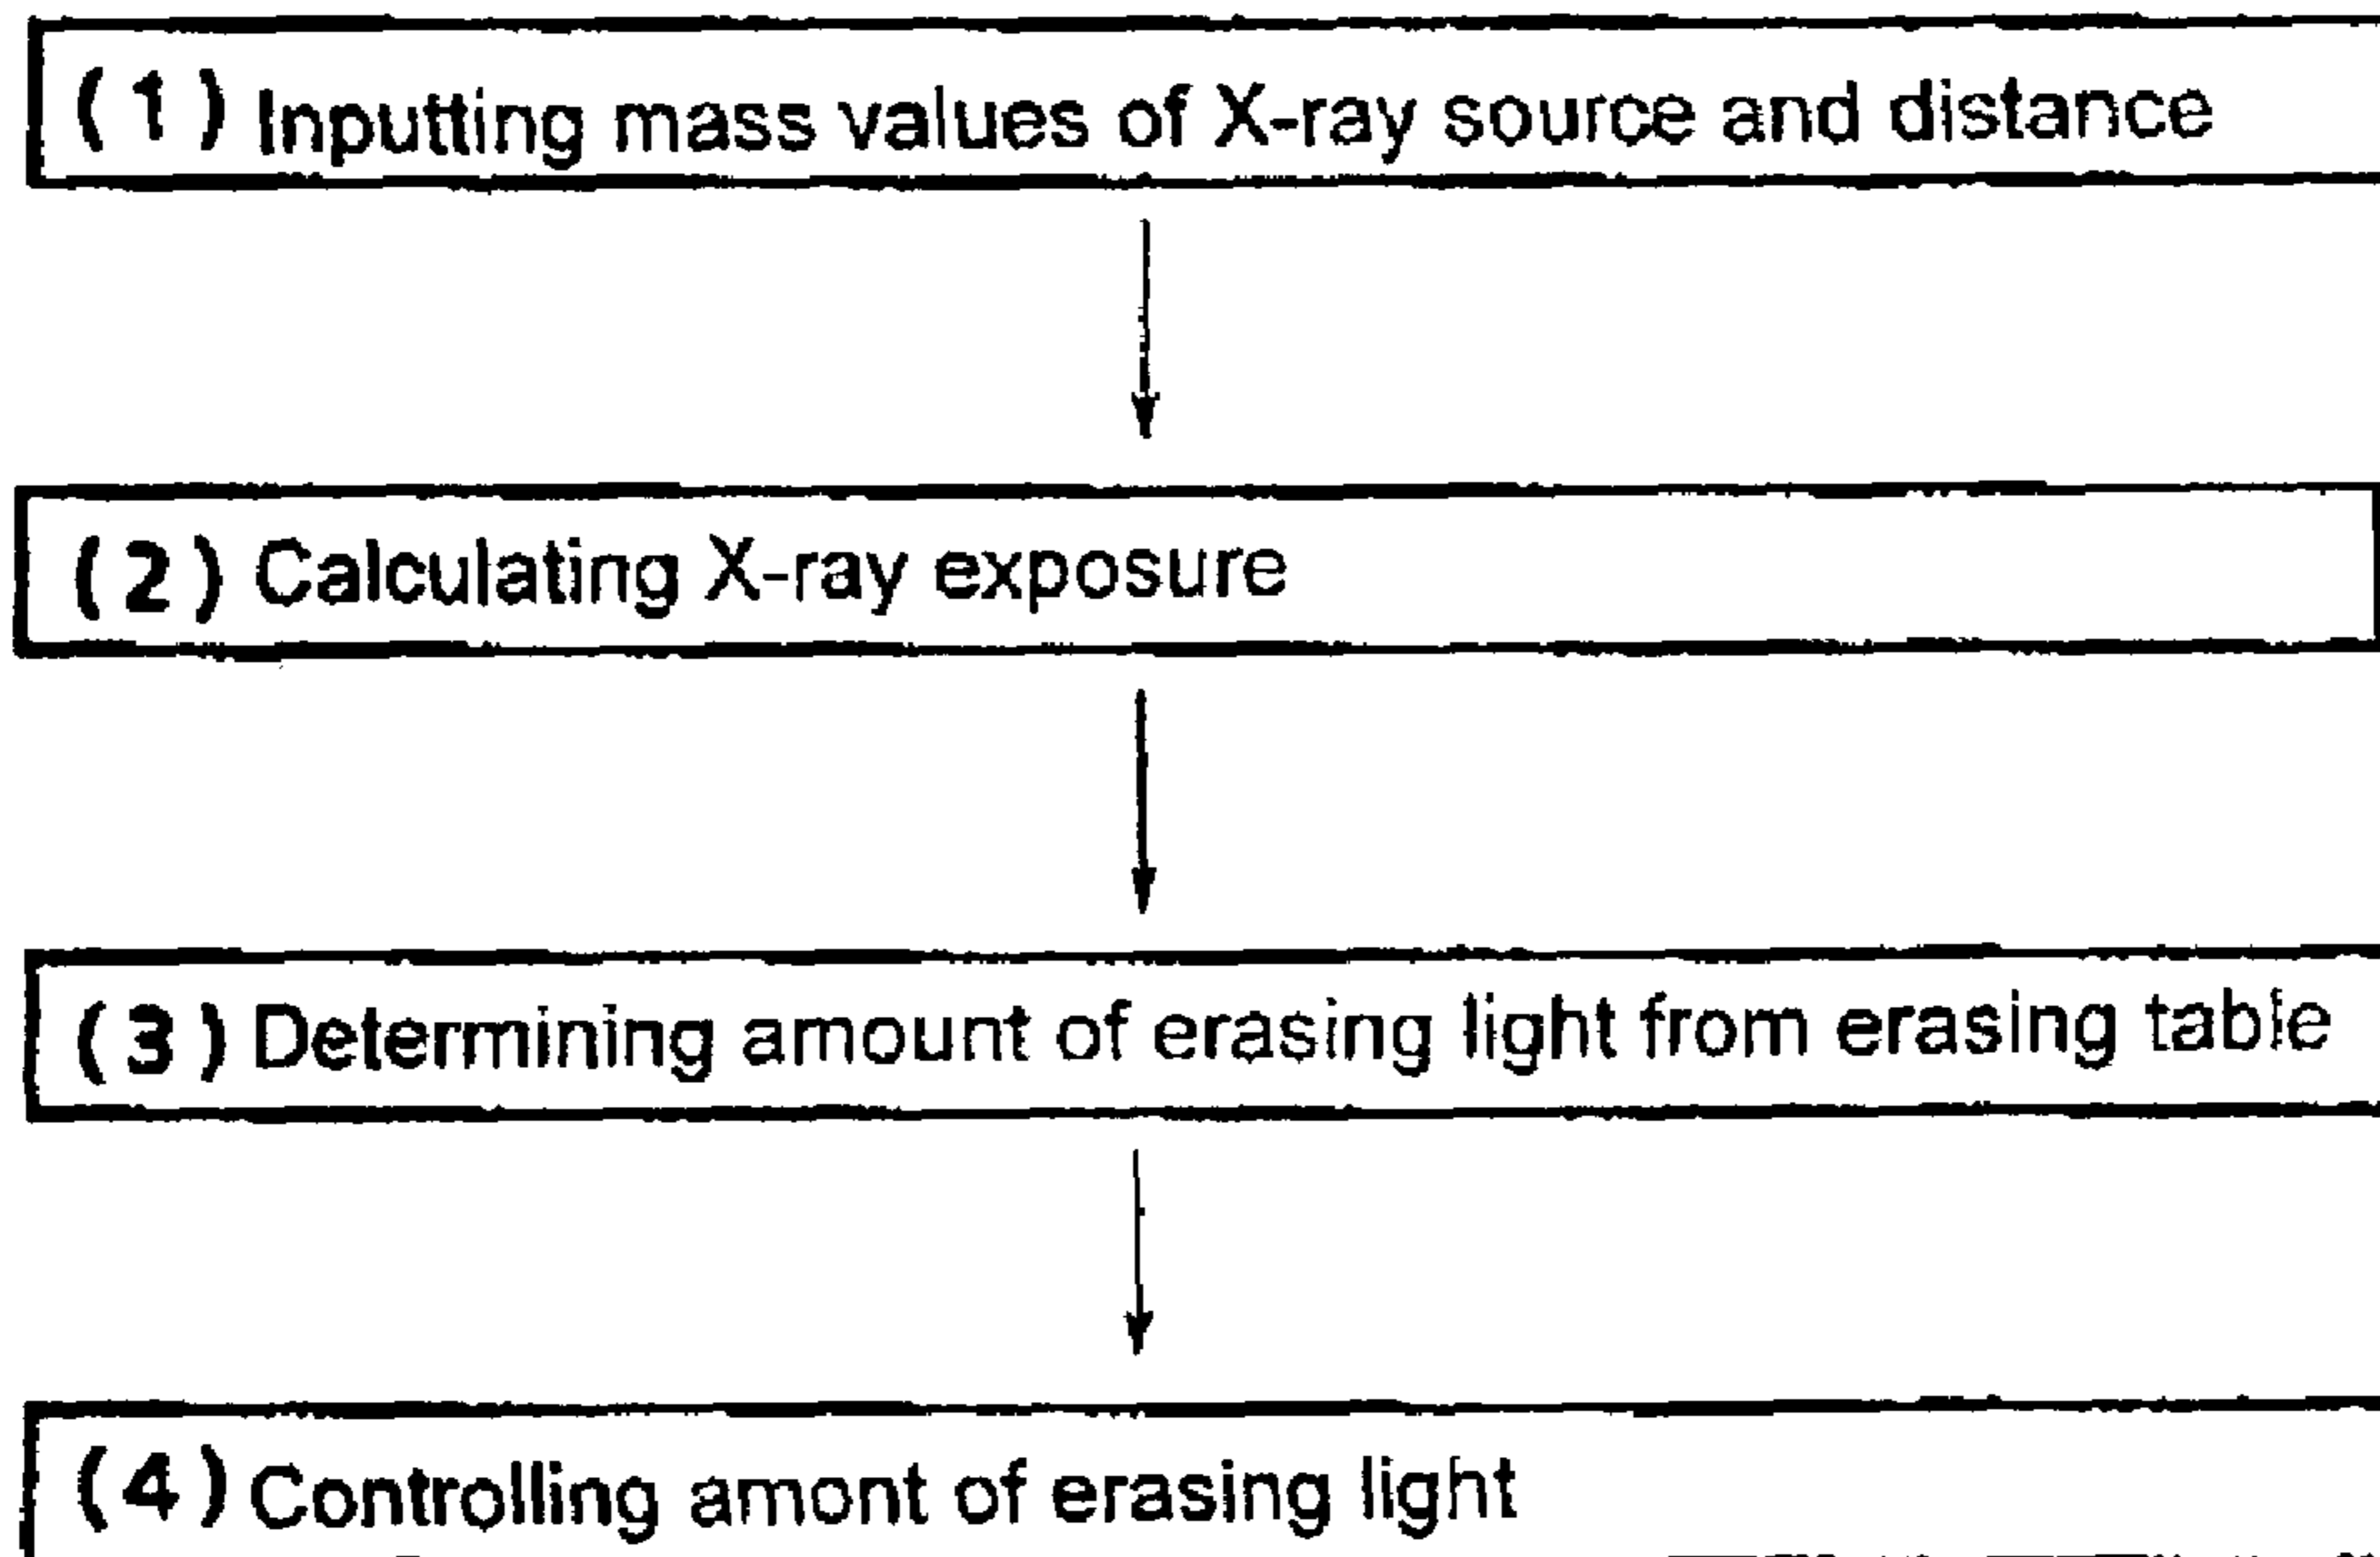 (1) Inputting mass values of X-ray source and distance
(2) Calculating X-ray exposure
(3) Determining amount of erasing light from erasing table
(4) Controlling amont of erasing light